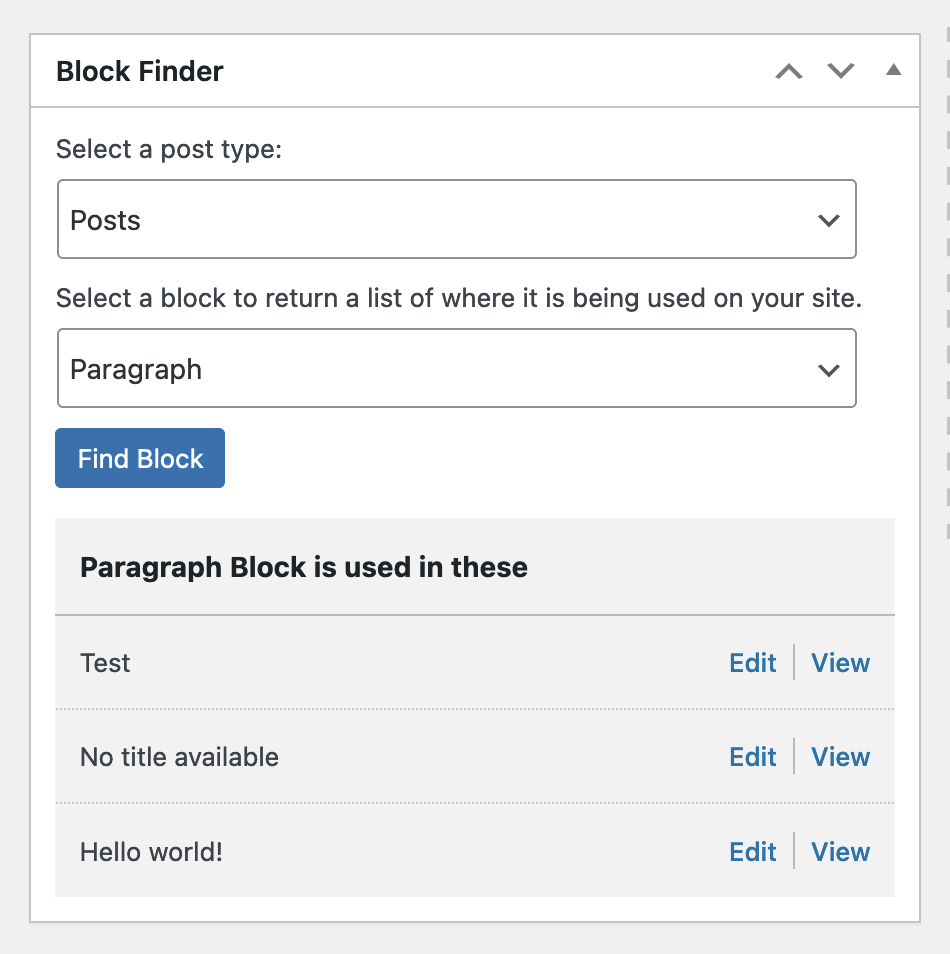 Block Finder
Select a post type:
Posts
Select a block to return a list of where it is being used on your site.
Paragraph
Find Block
Paragraph Block is used in these
Test Edit View
No title available Edit View
Hello world! Edit View